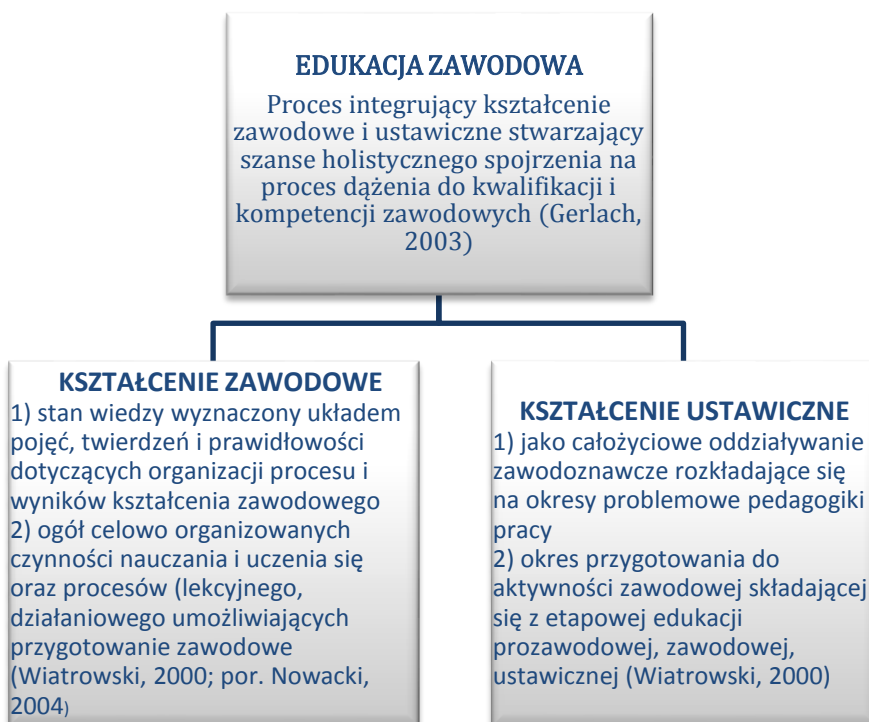 EDUKACJA ZAWODOWA
Proces integrujący kształcenie
zawodowe i ustawiczne stwarzający
szanse holistycznego spojrzenia na
proces dążenia do kwalifikacji i
kompetencji zawodowych (Gerlach,
2003)
KSZTAŁCENIE ZAWODOWE
1) stan wiedzy wyznaczony układem
pojęć, twierdzeń i prawidłowości
dotyczących organizacji procesu i
wyników kształcenia zawodowego
2) ogół celowo organizowanych
czynności nauczania i uczenia się
oraz procesów (lekcyjnego,
działaniowego umożliwiających
przygotowanie zawodowe
(Wiatrowski, 2000; por. Nowacki,
2004)
KSZTAŁCENIE USTAWICZNE
1) jako całożyciowe oddziaływanie
zawodoznawcze rozkładające się
na okresy problemowe pedagogiki
pracy
2) okres przygotowania do
aktywności zawodowej składającej
się z etapowej edukacji
prozawodowej, zawodowej,
ustawicznej (Wiatrowski, 2000)